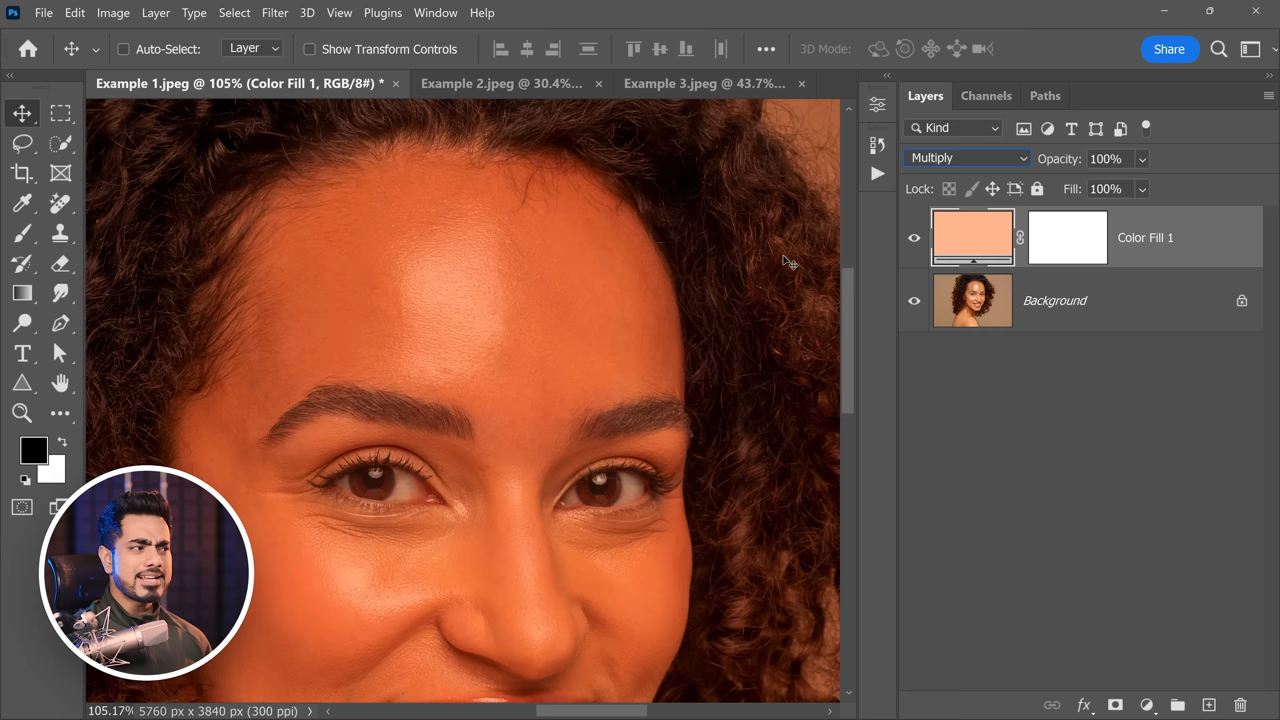 Ps File Edit Image Layer Type Select Filter 3D View Plugins Window Help
Auto-Select: Layer Show Transform Controls 3D Mode: Share
Example 1.jpeg @ 105% (Color Fill 1, RGB/8#) * Example 2.jpeg @ 30.4%... Example 3.jpeg @ 43.7%...
Layers Channels Paths
Kind
Multiply Opacity: 100%
Lock: Fill: 100%
Color Fill 1
Background
105.17% 5760 px x 3840 px (300 ppi)